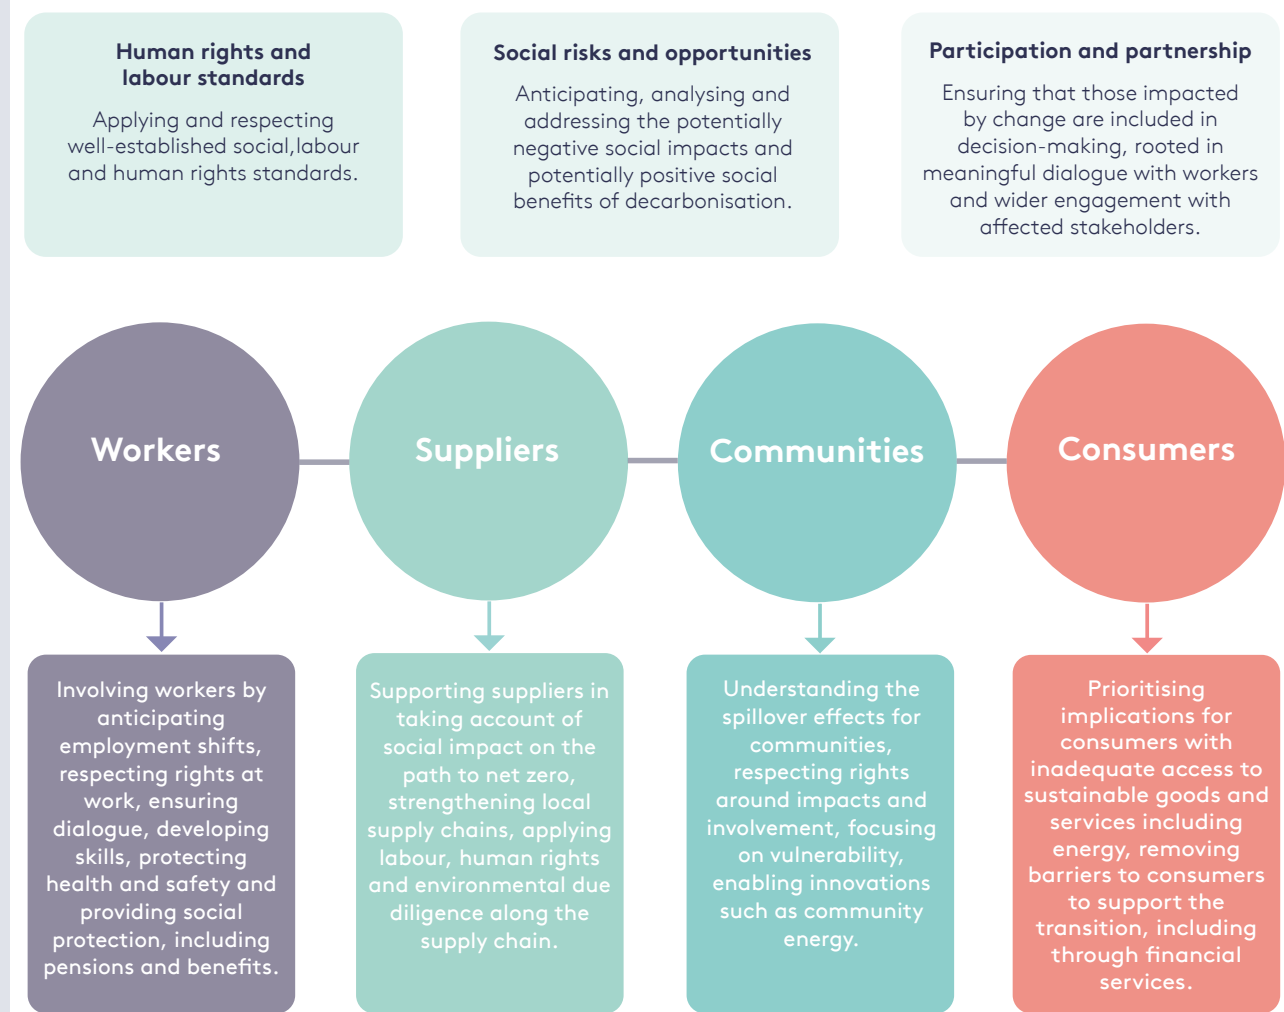 Human rights and
labour standards
Applying and respecting
well-established social,labour
and human rights standards.
Social risks and opportunities
Anticipating, analysing and
addressing the potentially
negative social impacts and
potentially positive social
benefits of decarbonisation.
Participation and partnership
Ensuring that those impacted
by change are included in
decision-making, rooted in
meaningful dialogue with workers
and wider engagement with
affected stakeholders.
Workers
Suppliers
Communities
Consumers
Involving workers by
anticipating
employment shifts,
respecting rights at
work, ensuring
dialogue, developing
skills, protecting
health and safety and
providing social
protection, including
pensions and benefits.
Supporting suppliers in
taking account of
social impact on the
path to net zero,
strengthening local
supply chains, applying
labour, human rights
and environmental due
diligence along the
supply chain.
Understanding the
spillover effects for
communities,
respecting rights
around impacts and
involvement, focusing
on vulnerability,
enabling innovations
such as community
energy.
Prioritising
implications for
consumers with
inadequate access to
sustainable goods and
services including
energy, removing
barriers to consumers
to support the
transition, including
through financial
services.